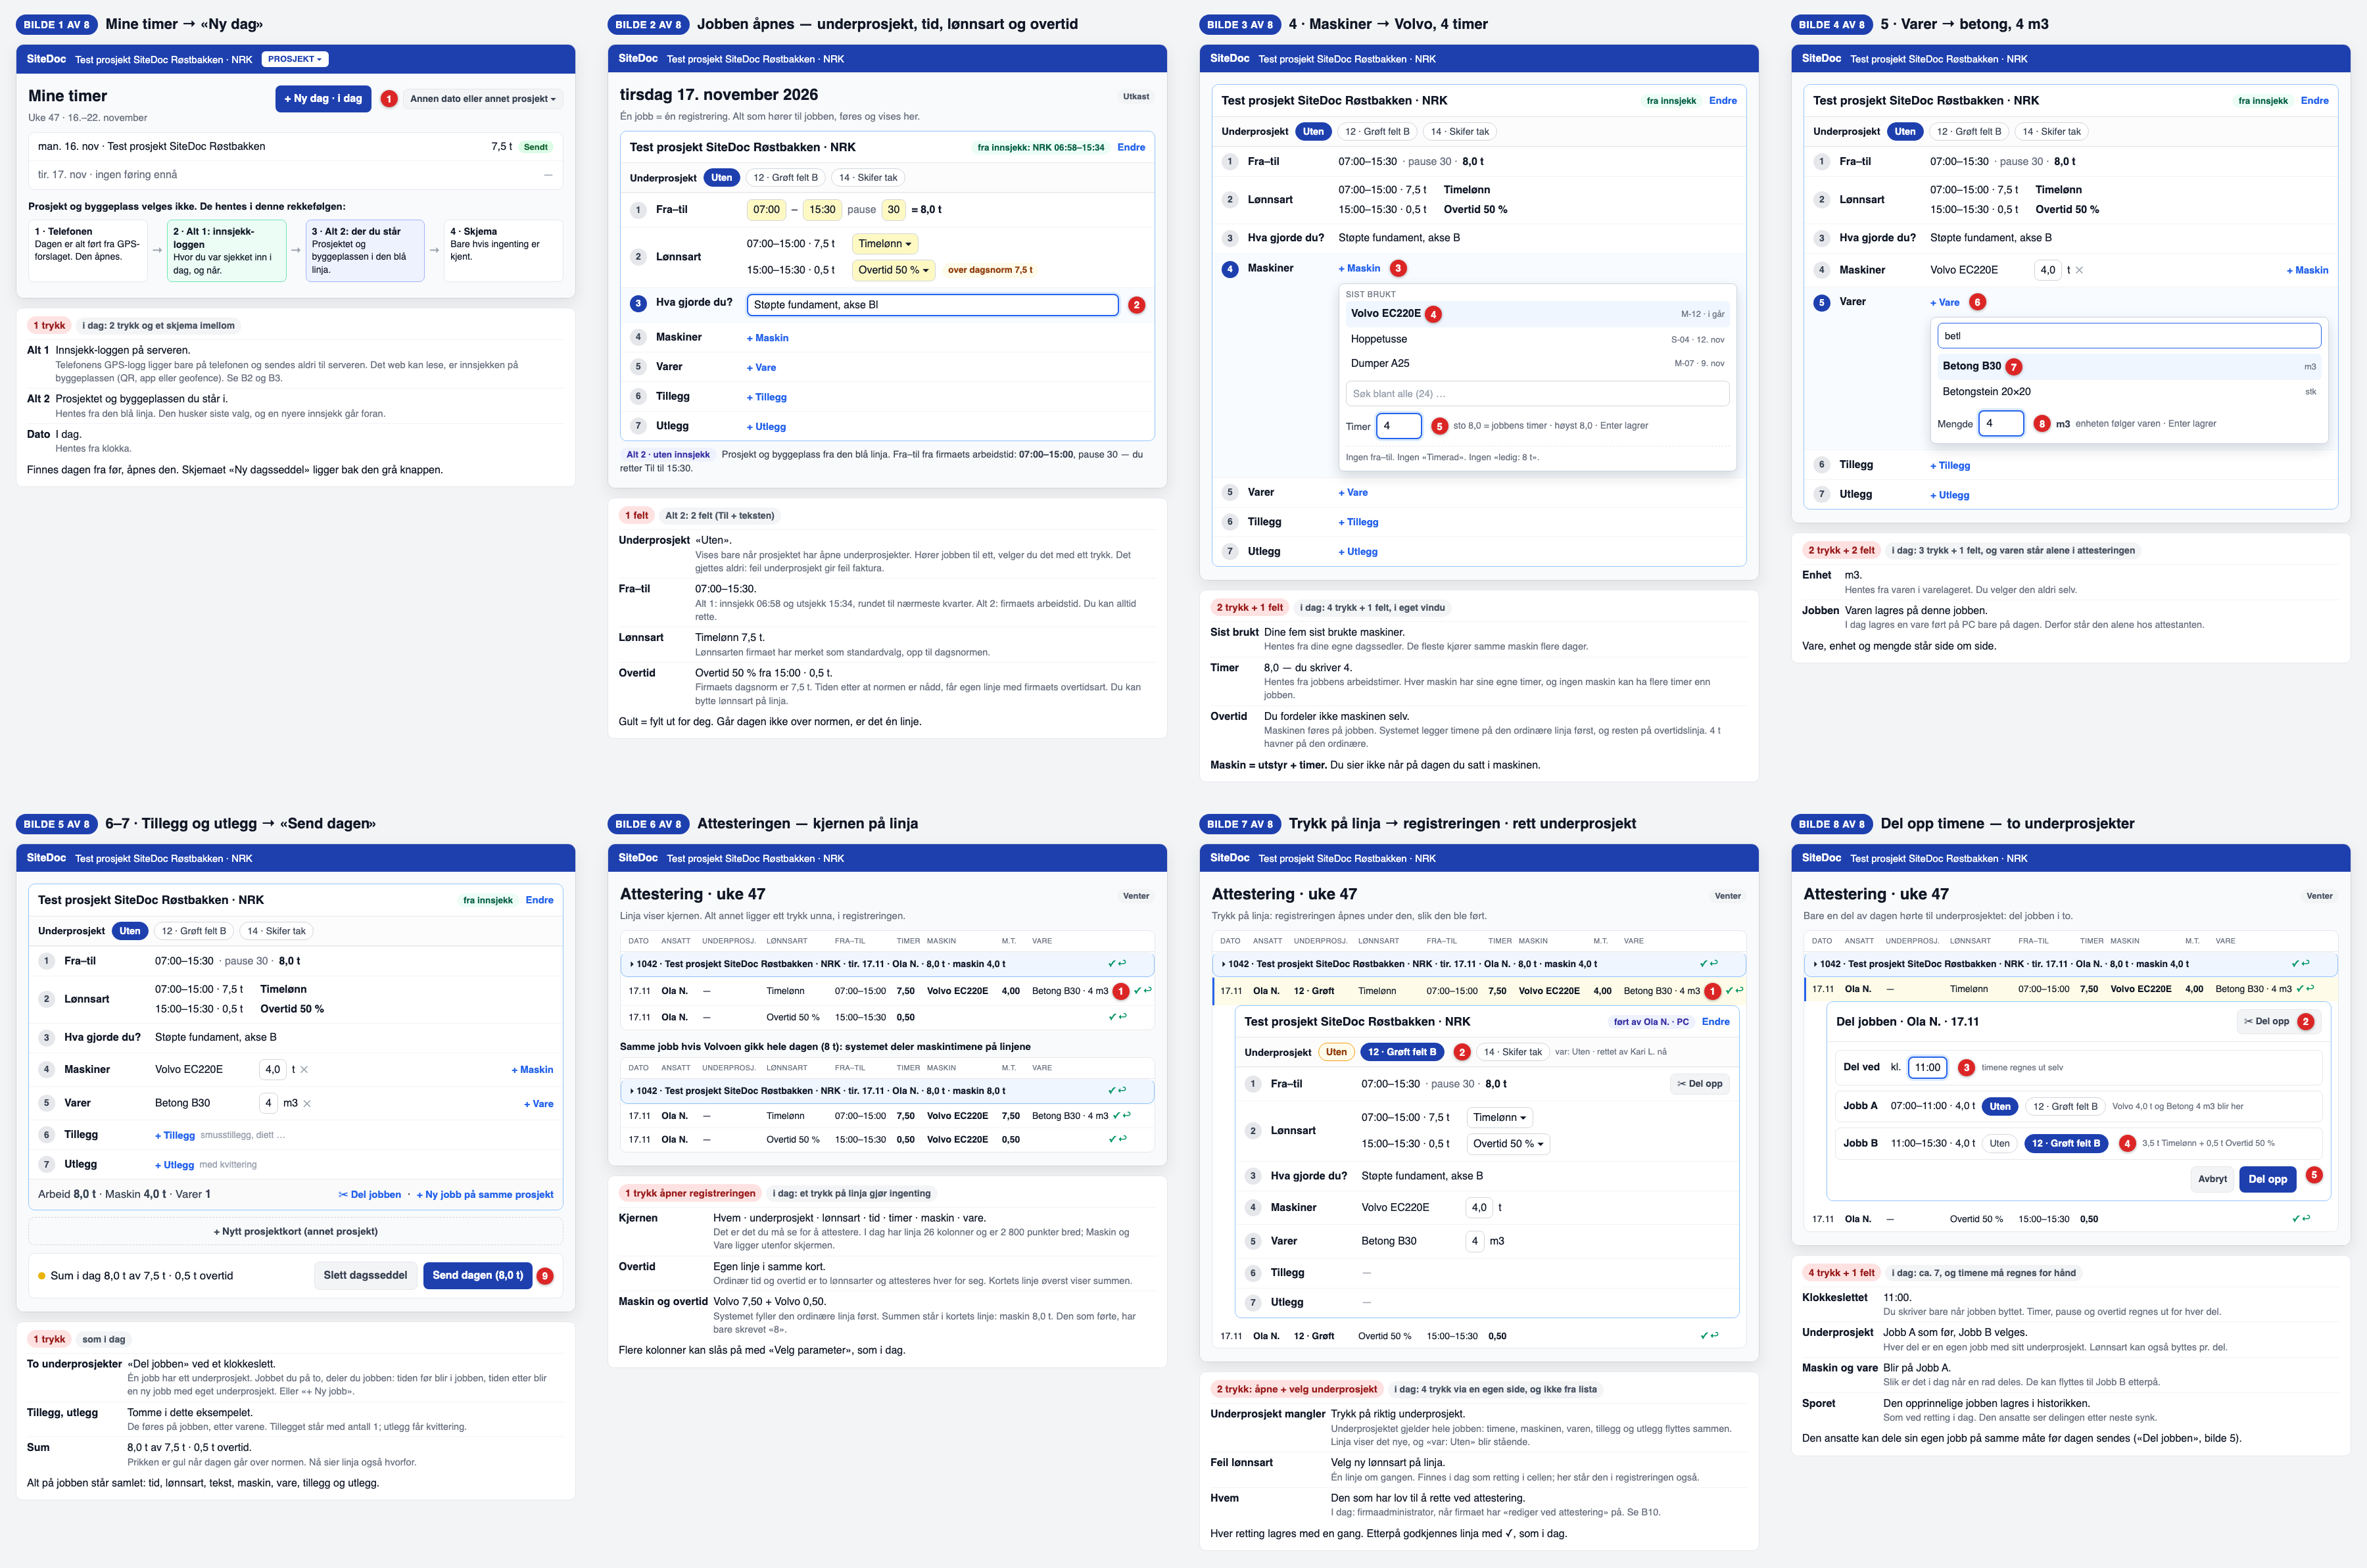 BILDE 1 AV 8 Mine timer → «Ny dag»
SiteDoc Test prosjekt SiteDoc Røstbakken · NRK PROSJEKT
Mine timer
+ Ny dag · i dag 1 Annen dato eller annet prosjekt
Uke 47 · 16.–22. november
man. 16. nov · Test prosjekt SiteDoc Røstbakken 7,5 t Sendt
tir. 17. nov · ingen føring ennå —
Prosjekt og byggeplass velges ikke. De hentes i denne rekkefølgen:
1 · Telefonen
Dagen er alt ført fra GPS-forslaget. Den åpnes.
→
2 · Alt 1: innsjekk-loggen
Hvor du var sjekket inn i dag, og når.
→
3 · Alt 2: der du står
Prosjektet og byggeplassen i den blå linja.
→
4 · Skjema
Bare hvis ingenting er kjent.
1 trykk i dag: 2 trykk og et skjema imellom
Alt 1 Innsjekk-loggen på serveren.
Telefonens GPS-logg ligger bare på telefonen og sendes aldri til serveren. Det web kan lese, er innsjekken på
byggeplassen (QR, app eller geofence). Se B2 og B3.
Alt 2 Prosjektet og byggeplassen du står i.
Hentes fra den blå linja. Den husker siste valg, og en nyere innsjekk går foran.
Dato I dag.
Hentes fra klokka.
Finnes dagen fra før, åpnes den. Skjemaet «Ny dagsseddel» ligger bak den grå knappen.
BILDE 2 AV 8 Jobben åpnes — underprosjekt, tid, lønnsart og overtid
SiteDoc Test prosjekt SiteDoc Røstbakken · NRK
tirsdag 17. november 2026 Utkast
Én jobb = én registrering. Alt som hører til jobben, føres og vises her.
Test prosjekt SiteDoc Røstbakken · NRK fra innsjekk: NRK 06:58–15:34 Endre
Underprosjekt Uten 12 · Grøft felt B 14 · Skifer tak
1 Fra–til 07:00 – 15:30 pause 30 = 8,0 t
2 Lønnsart 07:00–15:00 · 7,5 t Timelønn
15:00–15:30 · 0,5 t Overtid 50 % over dagsnorm 7,5 t
3 Hva gjorde du? Støpte fundament, akse Bl 2
4 Maskiner + Maskin
5 Varer + Vare
6 Tillegg + Tillegg
7 Utlegg + Utlegg
Alt 2 · uten innsjekk Prosjekt og byggeplass fra den blå linja. Fra–til fra firmaets arbeidstid: 07:00–15:00, pause 30 — du
retter Til til 15:30.
1 felt Alt 2: 2 felt (Til + teksten)
Underprosjekt «Uten».
Vises bare når prosjektet har åpne underprosjekter. Hører jobben til ett, velger du det med ett trykk. Det
gjettes aldri: feil underprosjekt gir feil faktura.
Fra–til 07:00–15:30.
Alt 1: innsjekk 06:58 og utsjekk 15:34, rundet til nærmeste kvarter. Alt 2: firmaets arbeidstid. Du kan alltid
rette.
Lønnsart Timelønn 7,5 t.
Lønnsarten firmaet har merket som standardvalg, opp til dagsnormen.
Overtid Overtid 50 % fra 15:00 · 0,5 t.
Firmaets dagsnorm er 7,5 t. Tiden etter at normen er nådd, får egen linje med firmaets overtidsart. Du kan
bytte lønnsart på linja.
Gult = fylt ut for deg. Går dagen ikke over normen, er det én linje.
BILDE 3 AV 8 4 · Maskiner → Volvo, 4 timer
SiteDoc Test prosjekt SiteDoc Røstbakken · NRK
Test prosjekt SiteDoc Røstbakken · NRK fra innsjekk Endre
Underprosjekt Uten 12 · Grøft felt B 14 · Skifer tak
1 Fra–til 07:00–15:30 · pause 30 · 8,0 t
2 Lønnsart 07:00–15:00 · 7,5 t Timelønn
15:00–15:30 · 0,5 t Overtid 50 %
3 Hva gjorde du? Støpte fundament, akse B
4 Maskiner + Maskin 3
SIST BRUKT
Volvo EC220E 4 M-12 · i går
Hoppetusse S-04 · 12. nov
Dumper A25 M-07 · 9. nov
Søk blant alle (24) …
Timer 4 5 sto 8,0 = jobbens timer · høyst 8,0 · Enter lagrer
Ingen fra–til. Ingen «Timerad». Ingen «ledig: 8 t».
5 Varer + Vare
6 Tillegg + Tillegg
7 Utlegg + Utlegg
2 trykk + 1 felt i dag: 4 trykk + 1 felt, i eget vindu
Sist brukt Dine fem sist brukte maskiner.
Hentes fra dine egne dagssedler. De fleste kjører samme maskin flere dager.
Timer 8,0 — du skriver 4.
Hentes fra jobbens arbeidstimer. Hver maskin har sine egne timer, og ingen maskin kan ha flere timer enn
jobben.
Overtid Du fordeler ikke maskinen selv.
Maskinen føres på jobben. Systemet legger timene på den ordinære linja først, og resten på overtidslinja. 4 t
havner på den ordinære.
Maskin = utstyr + timer. Du sier ikke når på dagen du satt i maskinen.
BILDE 4 AV 8 5 · Varer → betong, 4 m3
SiteDoc Test prosjekt SiteDoc Røstbakken · NRK
Test prosjekt SiteDoc Røstbakken · NRK fra innsjekk Endre
Underprosjekt Uten 12 · Grøft felt B 14 · Skifer tak
1 Fra–til 07:00–15:30 · pause 30 · 8,0 t
2 Lønnsart 07:00–15:00 · 7,5 t Timelønn
15:00–15:30 · 0,5 t Overtid 50 %
3 Hva gjorde du? Støpte fundament, akse B
4 Maskiner Volvo EC220E 4,0 t × + Maskin
5 Varer + Vare 6
betl
Betong B30 7 m3
Betongstein 20×20 stk
Mengde 4 8 m3 enheten følger varen · Enter lagrer
6 Tillegg + Tillegg
7 Utlegg + Utlegg
2 trykk + 2 felt i dag: 3 trykk + 1 felt, og varen står alene i attesteringen
Enhet m3.
Hentes fra varen i varelageret. Du velger den aldri selv.
Jobben Varen lagres på denne jobben.
I dag lagres en vare ført på PC bare på dagen. Derfor står den alene hos attestanten.
Vare, enhet og mengde står side om side.
BILDE 5 AV 8 6–7 · Tillegg og utlegg → «Send dagen»
SiteDoc Test prosjekt SiteDoc Røstbakken · NRK
Test prosjekt SiteDoc Røstbakken · NRK fra innsjekk Endre
Underprosjekt Uten 12 · Grøft felt B 14 · Skifer tak
1 Fra–til 07:00–15:30 · pause 30 · 8,0 t
2 Lønnsart 07:00–15:00 · 7,5 t Timelønn
15:00–15:30 · 0,5 t Overtid 50 %
3 Hva gjorde du? Støpte fundament, akse B
4 Maskiner Volvo EC220E 4,0 t × + Maskin
5 Varer Betong B30 4 m3 × + Vare
6 Tillegg + Tillegg smusstillegg, diett …
7 Utlegg + Utlegg med kvittering
Arbeid 8,0 t · Maskin 4,0 t · Varer 1 ✂ Del jobben · + Ny jobb på samme prosjekt
+ Nytt prosjektkort (annet prosjekt)
Sum i dag 8,0 t av 7,5 t · 0,5 t overtid Slett dagsseddel Send dagen (8,0 t) 9
1 trykk som i dag
To underprosjekter «Del jobben» ved et klokkeslett.
Én jobb har ett underprosjekt. Jobbet du på to, deler du jobben: tiden før blir i jobben, tiden etter blir
en ny jobb med eget underprosjekt. Eller «+ Ny jobb».
Tillegg, utlegg Tomme i dette eksempelet.
De føres på jobben, etter varene. Tillegget står med antall 1; utlegg får kvittering.
Sum 8,0 t av 7,5 t · 0,5 t overtid.
Prikken er gul når dagen går over normen. Nå sier linja også hvorfor.
Alt på jobben står samlet: tid, lønnsart, tekst, maskin, vare, tillegg og utlegg.
BILDE 6 AV 8 Attesteringen — kjernen på linja
SiteDoc Test prosjekt SiteDoc Røstbakken · NRK
Attestering · uke 47 Venter
Linja viser kjernen. Alt annet ligger ett trykk unna, i registreringen.
DATO ANSATT UNDERPROSJ. LØNNSART FRA–TIL TIMER MASKIN M.T. VARE
1042 · Test prosjekt SiteDoc Røstbakken · NRK · tir. 17.11 · Ola N. · 8,0 t · maskin 4,0 t ✓ ↩
17.11 Ola N. — Timelønn 07:00–15:00 7,50 Volvo EC220E 4,00 Betong B30 · 4 m3 1 ✓ ↩
17.11 Ola N. — Overtid 50 % 15:00–15:30 0,50 ✓ ↩
Samme jobb hvis Volvoen gikk hele dagen (8 t): systemet deler maskintimene på linjene
DATO ANSATT UNDERPROSJ. LØNNSART FRA–TIL TIMER MASKIN M.T. VARE
1042 · Test prosjekt SiteDoc Røstbakken · NRK · tir. 17.11 · Ola N. · 8,0 t · maskin 8,0 t ✓ ↩
17.11 Ola N. — Timelønn 07:00–15:00 7,50 Volvo EC220E 7,50 Betong B30 · 4 m3 ✓ ↩
17.11 Ola N. — Overtid 50 % 15:00–15:30 0,50 Volvo EC220E 0,50 ✓ ↩
1 trykk åpner registreringen i dag: et trykk på linja gjør ingenting
Kjernen Hvem · underprosjekt · lønnsart · tid · timer · maskin · vare.
Det er det du må se for å attestere. I dag har linja 26 kolonner og er 2 800 punkter bred; Maskin og
Vare ligger utenfor skjermen.
Overtid Egen linje i samme kort.
Ordinær tid og overtid er to lønnsarter og attesteres hver for seg. Kortets linje øverst viser summen.
Maskin og overtid Volvo 7,50 + Volvo 0,50.
Systemet fyller den ordinære linja først. Summen står i kortets linje: maskin 8,0 t. Den som førte, har
bare skrevet «8».
Flere kolonner kan slås på med «Velg parameter», som i dag.
BILDE 7 AV 8 Trykk på linja → registreringen · rett underprosjekt
SiteDoc Test prosjekt SiteDoc Røstbakken · NRK
Attestering · uke 47 Venter
Trykk på linja: registreringen åpnes under den, slik den ble ført.
DATO ANSATT UNDERPROSJ. LØNNSART FRA–TIL TIMER MASKIN M.T. VARE
1042 · Test prosjekt SiteDoc Røstbakken · NRK · tir. 17.11 · Ola N. · 8,0 t · maskin 4,0 t ✓ ↩
17.11 Ola N. 12 · Grøft Timelønn 07:00–15:00 7,50 Volvo EC220E 4,00 Betong B30 · 4 m3 1 ✓ ↩
Test prosjekt SiteDoc Røstbakken · NRK ført av Ola N. · PC Endre
Underprosjekt Uten 12 · Grøft felt B 2 14 · Skifer tak var: Uten · rettet av Kari L. nå
1 Fra–til 07:00–15:30 · pause 30 · 8,0 t ✂ Del opp
2 Lønnsart 07:00–15:00 · 7,5 t Timelønn
15:00–15:30 · 0,5 t Overtid 50 %
3 Hva gjorde du? Støpte fundament, akse B
4 Maskiner Volvo EC220E 4,0 t
5 Varer Betong B30 4 m3
6 Tillegg —
7 Utlegg —
17.11 Ola N. 12 · Grøft Overtid 50 % 15:00–15:30 0,50 ✓ ↩
2 trykk: åpne + velg underprosjekt i dag: 4 trykk via en egen side, og ikke fra lista
Underprosjekt mangler Trykk på riktig underprosjekt.
Underprosjektet gjelder hele jobben: timene, maskinen, varen, tillegg og utlegg flyttes sammen.
Linja viser det nye, og «var: Uten» blir stående.
Feil lønnsart Velg ny lønnsart på linja.
Én linje om gangen. Finnes i dag som retting i cellen; her står den i registreringen også.
Hvem Den som har lov til å rette ved attestering.
I dag: firmaadministrator, når firmaet har «rediger ved attestering» på. Se B10.
Hver retting lagres med en gang. Etterpå godkjennes linja med ✓, som i dag.
BILDE 8 AV 8 Del opp timene — to underprosjekter
SiteDoc Test prosjekt SiteDoc Røstbakken · NRK
Attestering · uke 47 Venter
Bare en del av dagen hørte til underprosjektet: del jobben i to.
DATO ANSATT UNDERPROSJ. LØNNSART FRA–TIL TIMER MASKIN M.T. VARE
1042 · Test prosjekt SiteDoc Røstbakken · NRK · tir. 17.11 · Ola N. · 8,0 t · maskin 4,0 t ✓ ↩
17.11 Ola N. — Timelønn 07:00–15:00 7,50 Volvo EC220E 4,00 Betong B30 · 4 m3 ✓ ↩
Del jobben · Ola N. · 17.11 ✂ Del opp 2
Del ved kl. 11:00 3 timene regnes ut selv
Jobb A 07:00–11:00 · 4,0 t Uten 12 · Grøft felt B Volvo 4,0 t og Betong 4 m3 blir her
Jobb B 11:00–15:30 · 4,0 t Uten 12 · Grøft felt B 4 3,5 t Timelønn + 0,5 t Overtid 50 %
Avbryt Del opp 5
17.11 Ola N. — Overtid 50 % 15:00–15:30 0,50 ✓ ↩
4 trykk + 1 felt i dag: ca. 7, og timene må regnes for hånd
Klokkeslettet 11:00.
Du skriver bare når jobben byttet. Timer, pause og overtid regnes ut for hver del.
Underprosjekt Jobb A som før, Jobb B velges.
Hver del er en egen jobb med sitt underprosjekt. Lønnsart kan også byttes pr. del.
Maskin og vare Blir på Jobb A.
Slik er det i dag når en rad deles. De kan flyttes til Jobb B etterpå.
Sporet Den opprinnelige jobben lagres i historikken.
Som ved retting i dag. Den ansatte ser delingen etter neste synk.
Den ansatte kan dele sin egen jobb på samme måte før dagen sendes («Del jobben», bilde 5).